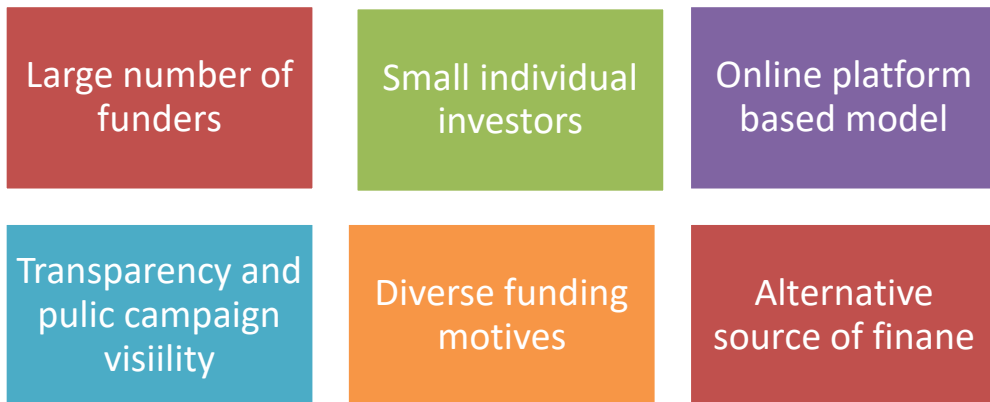 Large number of
funders
Small individual
investors
Online platform
based model
Transparency and
pulic campaign
visiility
Diverse funding
motives
Alternative
source of finane